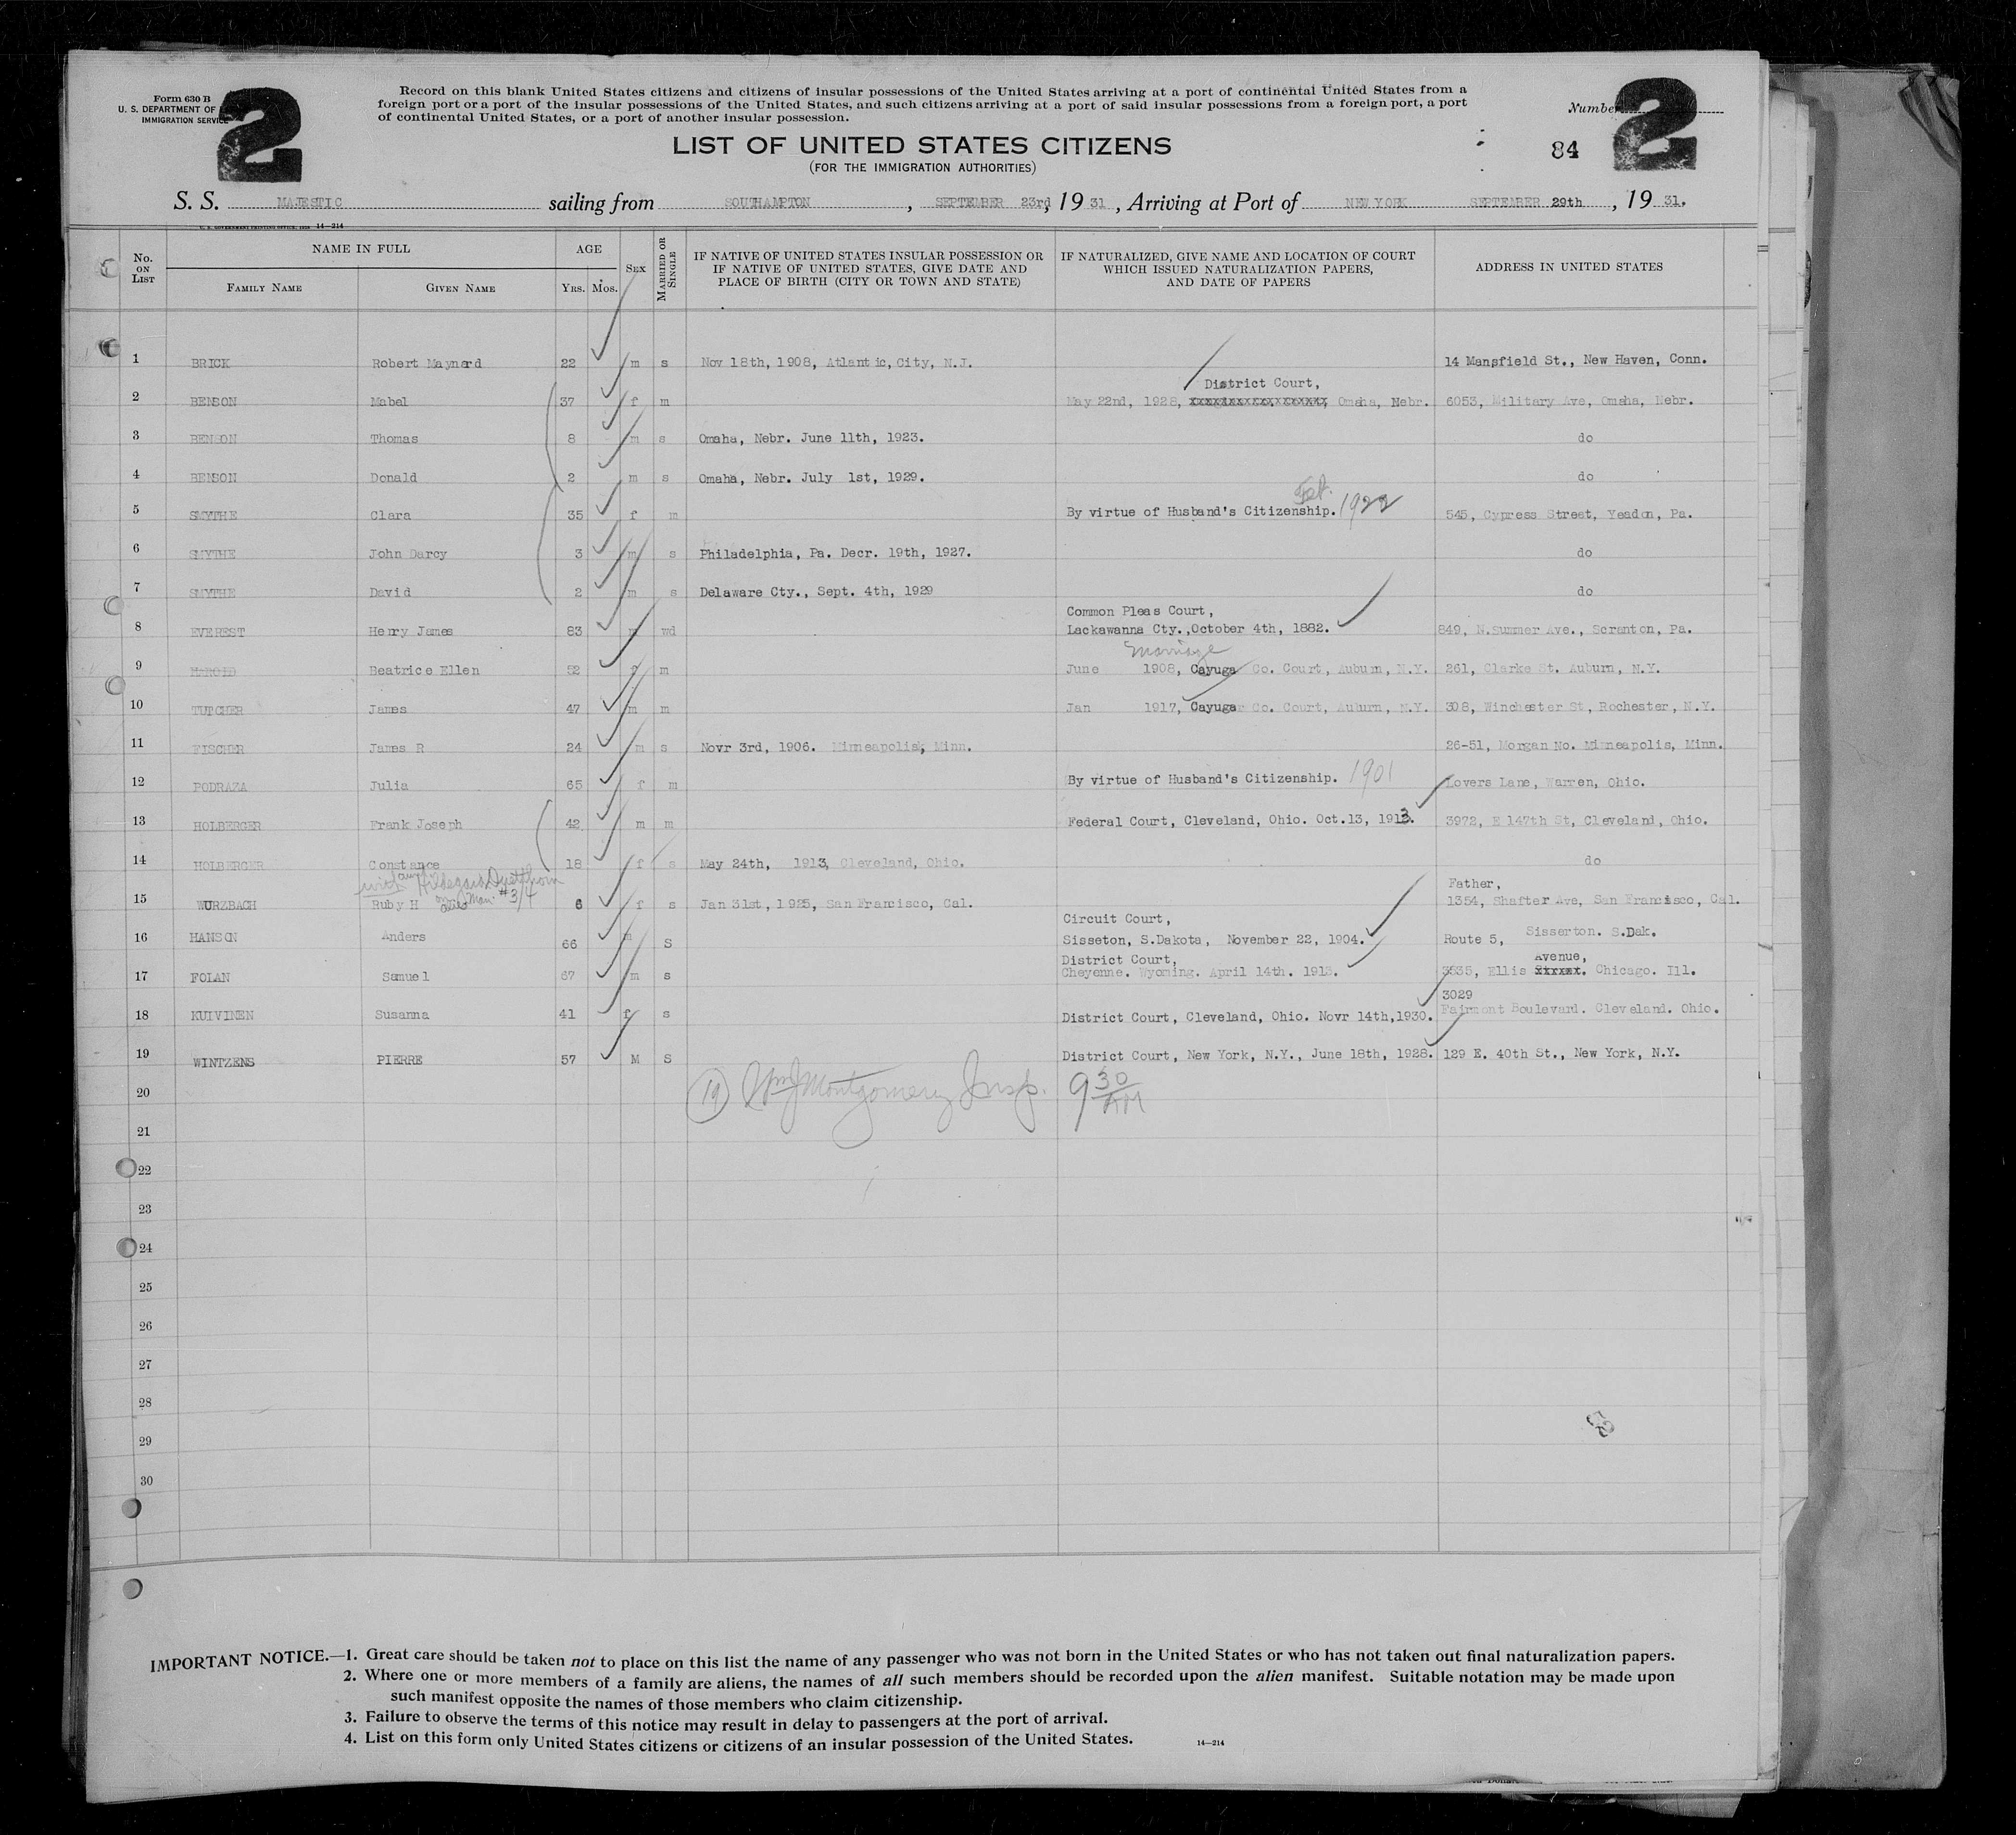 Form 630 B
U. S. DEPARTMENT OF
IMMIGRATION SERVICE
2
Record on this blank United States citizens and citizens of insular possessions of the United States arriving at a port of continental United States from a
foreign port or a port of the insular possessions of the United States, and such citizens arriving at a port of said insular possessions from a foreign port, a port
of continental United States, or a port of another insular possession.
Number
2
LIST OF UNITED STATES CITIZENS
(FOR THE IMMIGRATION AUTHORITIES)
84
S. S. MAJESTIC sailing from SOUTHAMPTON, SEPTEMBER 23rd, 1931, Arriving at Port of NEW YORK SEPTEMBER 29th, 1931.
14-214
No. ON LIST NAME IN FULL AGE SEX MARRIED OR SINGLE IF NATIVE OF UNITED STATES INSULAR POSSESSION OR IF NATIVE OF UNITED STATES, GIVE DATE AND PLACE OF BIRTH (CITY OR TOWN AND STATE) IF NATURALIZED, GIVE NAME AND LOCATION OF COURT WHICH ISSUED NATURALIZATION PAPERS, AND DATE OF PAPERS ADDRESS IN UNITED STATES
FAMILY NAME GIVEN NAME YRS. MOS.
1 BRICK Robert Maynard 22 m s Nov 18th, 1908, Atlantic, City, N.J. 14 Mansfield St., New Haven, Conn.
District Court,
2 BENSON Mabel 37 f m May 22nd, 1928, Omaha, Nebr. 6053, Military Ave, Omaha, Nebr.
3 BENSON Thomas 8 m s Omaha, Nebr. June 11th, 1923. do
4 BENSON Donald 2 m s Omaha, Nebr. July 1st, 1929. do
5 SMYTHE Clara 35 f m By virtue of Husband's Citizenship. 1922 545, Cypress Street, Yeadon, Pa.
6 SMYTHE John Darcy 3 m s Philadelphia, Pa. Decr. 19th, 1927. do
7 SMYTHE David 2 m s Delaware Cty., Sept. 4th, 1929 do
Common Pleas Court,
8 EVEREST Henry James 83 m wd Lackawanna Cty.,October 4th, 1882. 849, N.Summer Ave., Scranton, Pa.
Marriage
9 Beatrice Ellen 52 f m June 1908, Cayuga Co. Court, Auburn, N.Y. 261, Clarke St. Auburn, N.Y.
10 TUTCHER James 47 m m Jan 1917, Cayuga Co. Court, Auburn, N.Y. 308, Winchester St, Rochester, N.Y.
11 FISCHER James R 24 m s Novr 3rd, 1906. Minneapolis, Minn. 26-51, Morgan No. Minneapolis, Minn.
12 PODRAZA Julia 65 f m By virtue of Husband's Citizenship. 1901 Lovers Lane, Warren, Ohio.
13 HOLBERGER Frank Joseph 42 m m Federal Court, Cleveland, Ohio. Oct.13, 1913. 3972, E 147th St, Cleveland, Ohio.
14 HOLBERGER Constance 18 f s May 24th, 1913, Cleveland, Ohio. do
with aunt Hildegard
Father,
15 WURZBACH Ruby H #3/4 6 f s Jan 31st, 1925, San Francisco, Cal. 1354, Shafter Ave, San Francisco, Cal.
Circuit Court,
16 HANSON Anders 66 m S Sisseton, S.Dakota, November 22, 1904. Route 5, Sisserton. S.Dak.
District Court, Avenue,
17 FOLAN Samuel 67 m s Cheyenne. Wyoming. April 14th. 1913. 3535, Ellis Chicago. Ill.
3029
18 KUIVINEN Susanna 41 f s District Court, Cleveland, Ohio. Novr 14th,1930. Fairmont Boulevard. Cleveland. Ohio.
19 WINTZENS PIERRE 57 M S District Court, New York, N.Y., June 18th, 1928. 129 E. 40th St., New York, N.Y.
20 (19) Wm J Montgomery Insp. 9 30 AM
21
22
23
24
25
26
27
28
29
30
IMPORTANT NOTICE.—1. Great care should be taken not to place on this list the name of any passenger who was not born in the United States or who has not taken out final naturalization papers.
2. Where one or more members of a family are aliens, the names of all such members should be recorded upon the alien manifest. Suitable notation may be made upon
such manifest opposite the names of those members who claim citizenship.
3. Failure to observe the terms of this notice may result in delay to passengers at the port of arrival.
4. List on this form only United States citizens or citizens of an insular possession of the United States.
14—214